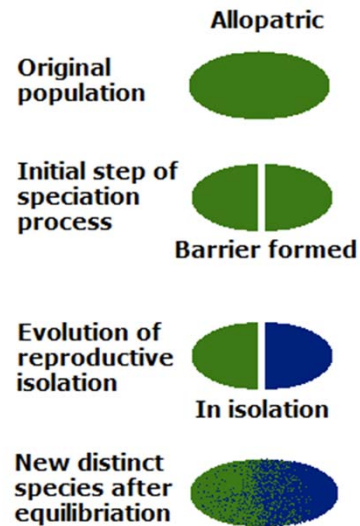 Allopatric
Original
population
Initial step of
speciation
process
Barrier formed
Evolution of
reproductive
isolation
In isolation
New distinct
species after
equilibriation